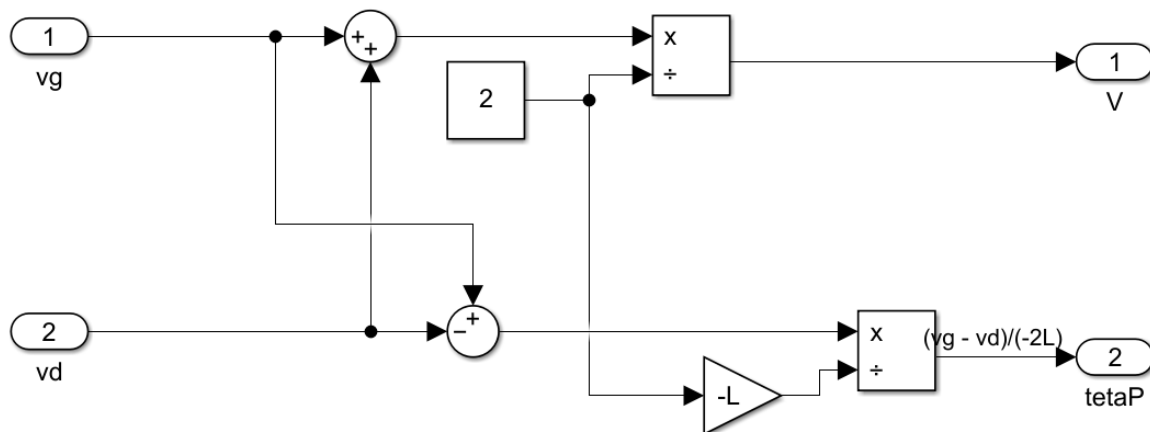 1
vg
+
+
2
x
÷
1
V
2
vd
−
+
-L
x
÷
(vg - vd)/(-2L)
2
tetaP